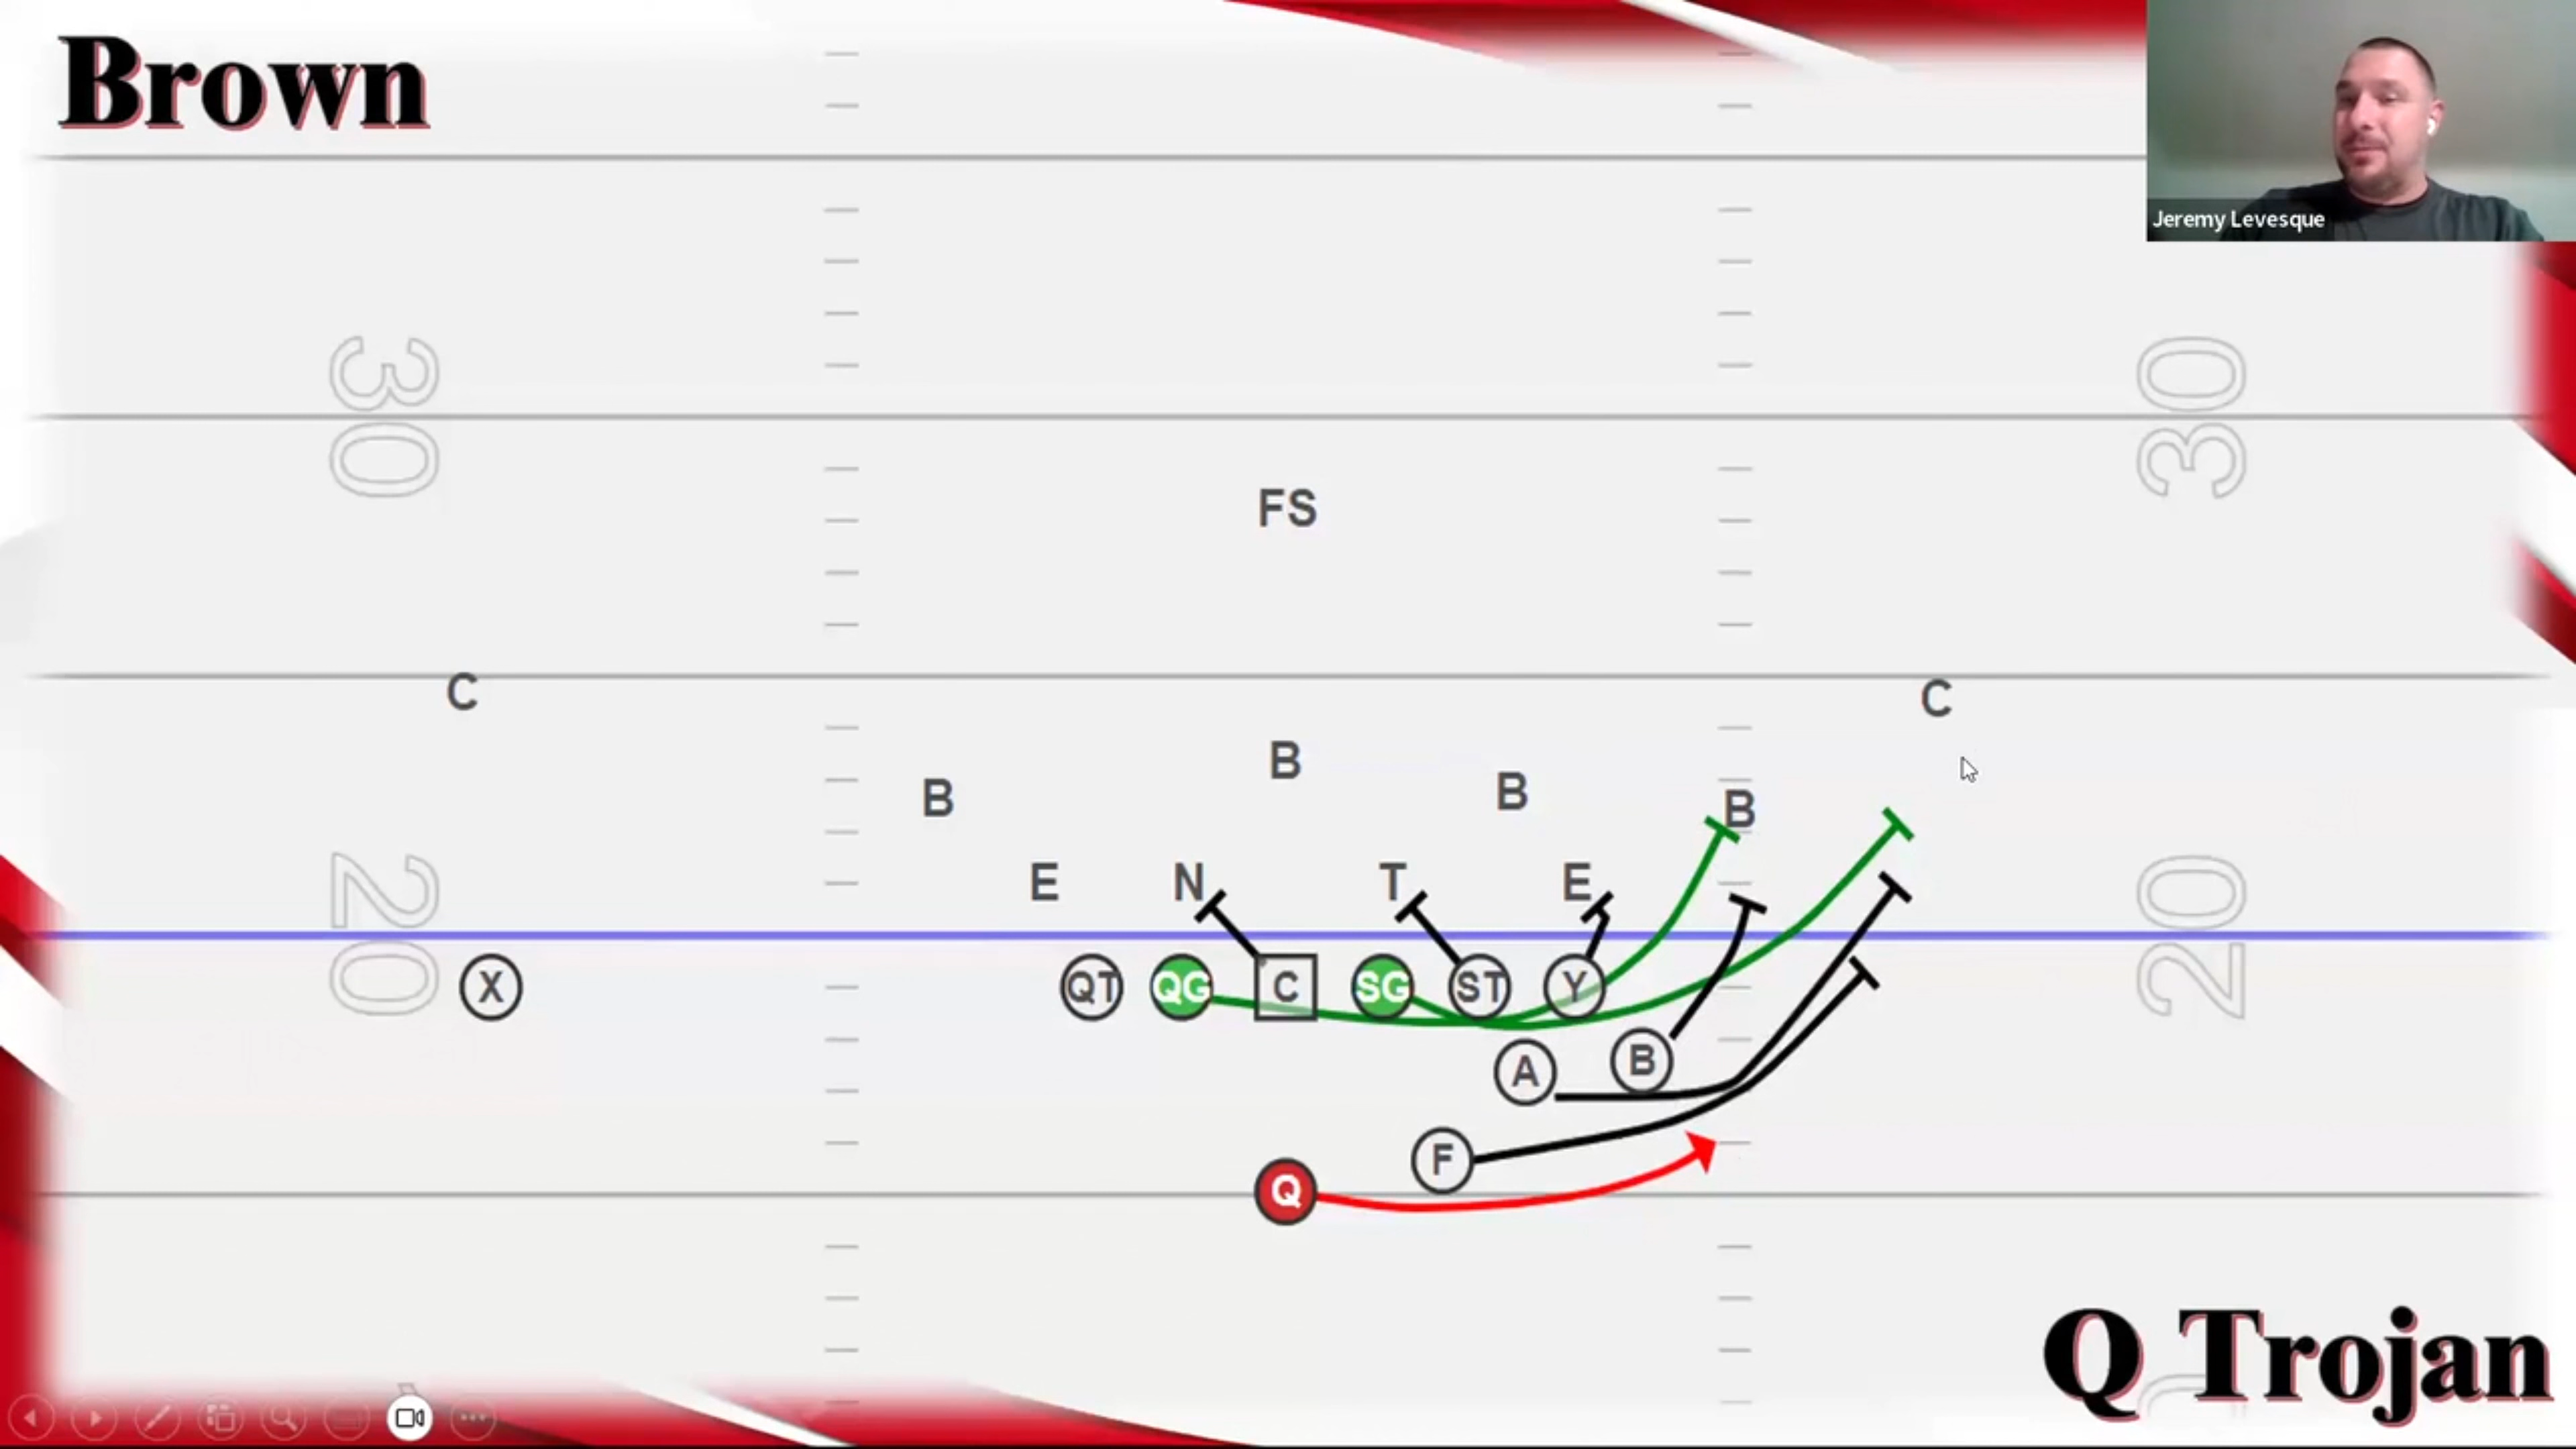 Brown
Jeremy Levesque
30 30
FS
C C
B B B B
E N T E
20 20
X QT QG C SG ST Y
A B
F
Q
Q Trojan